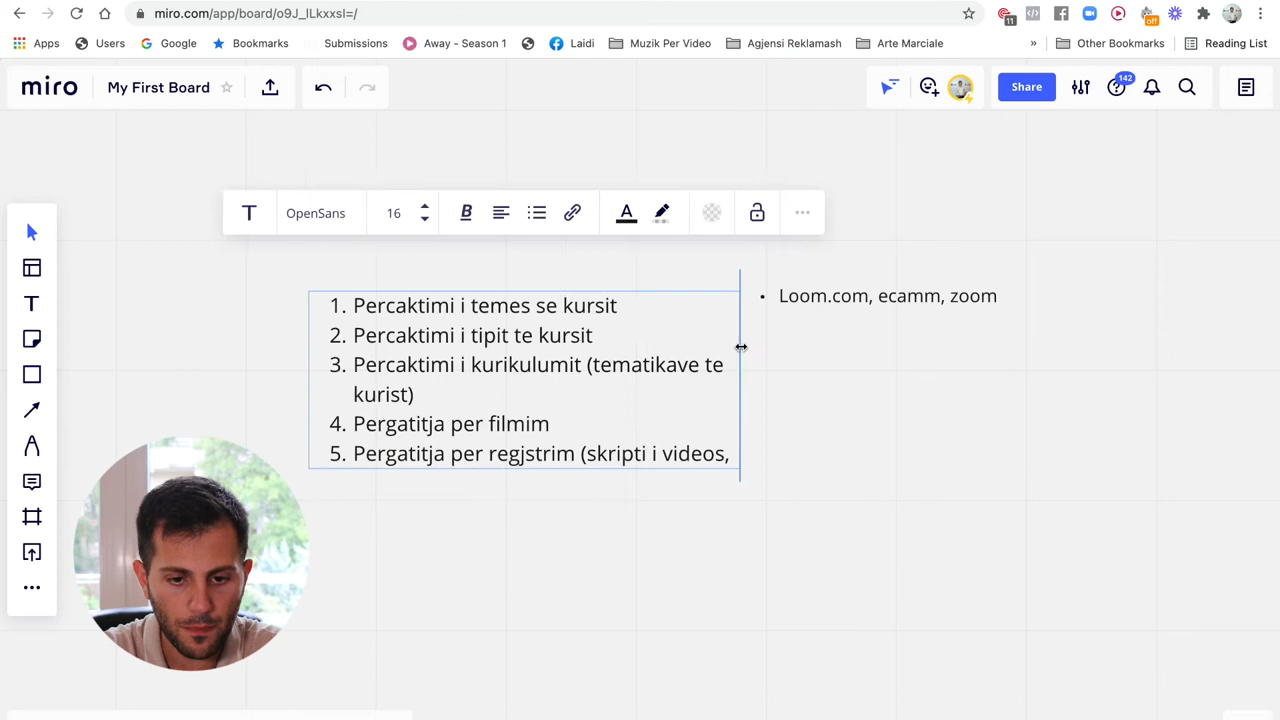 miro.com/app/board/o9J_lLkxxsI=/
11
off
Apps
Users
Google
Bookmarks
Submissions
Away - Season 1
Laidi
Muzik Per Video
Agjensi Reklamash
Arte Marciale
»
Other Bookmarks
Reading List
miro
My First Board
Share
142
T
OpenSans
16
B
A
1. Percaktimi i temes se kursit
2. Percaktimi i tipit te kursit
3. Percaktimi i kurikulumit (tematikave te
kurist)
4. Pergatitja per filmim
5. Pergatitja per regjstrim (skripti i videos,
• Loom.com, ecamm, zoom